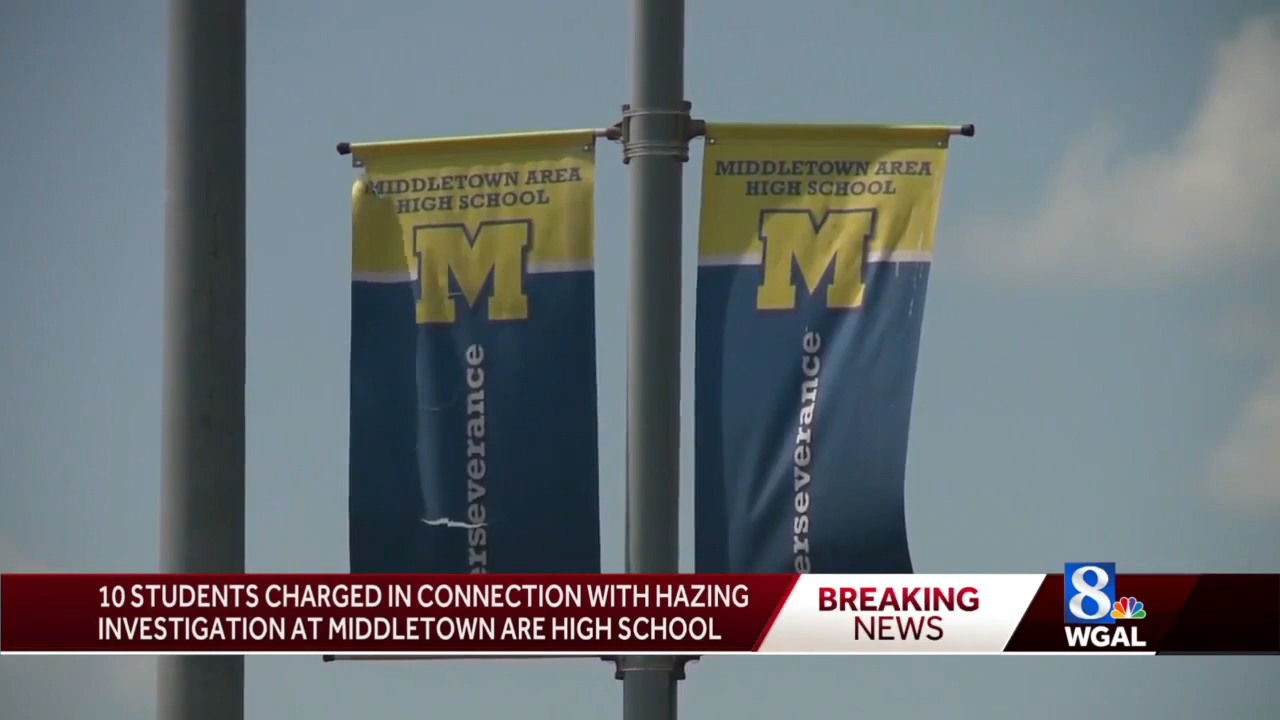 MIDDLETOWN AREA
HIGH SCHOOL
M
erseverance
MIDDLETOWN AREA
HIGH SCHOOL
M
erseverance
10 STUDENTS CHARGED IN CONNECTION WITH HAZING
INVESTIGATION AT MIDDLETOWN ARE HIGH SCHOOL
BREAKING
NEWS
8
WGAL